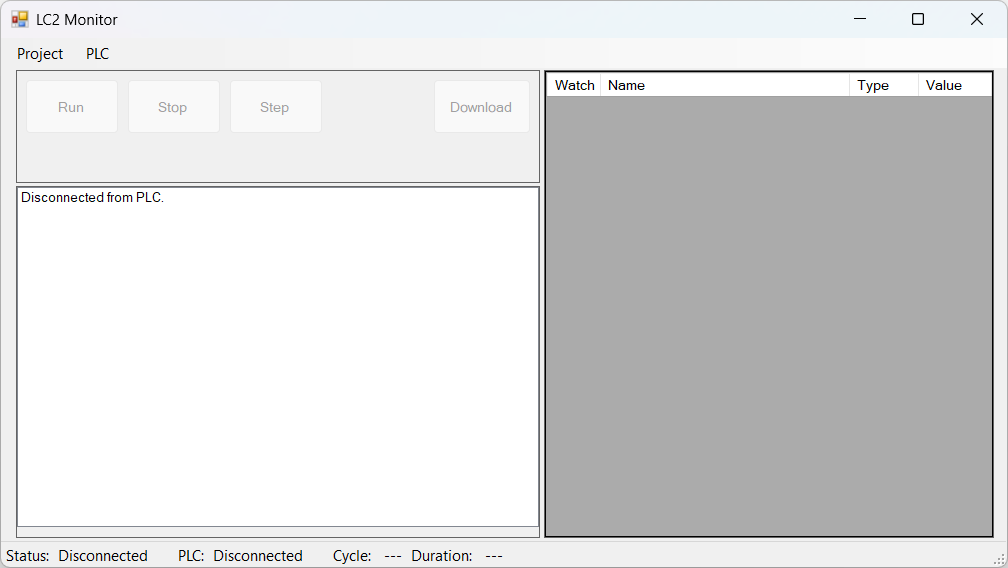 LC2 Monitor
Project PLC
Run Stop Step Download
Disconnected from PLC.
Watch Name Type Value
Status: Disconnected PLC: Disconnected Cycle: --- Duration: ---